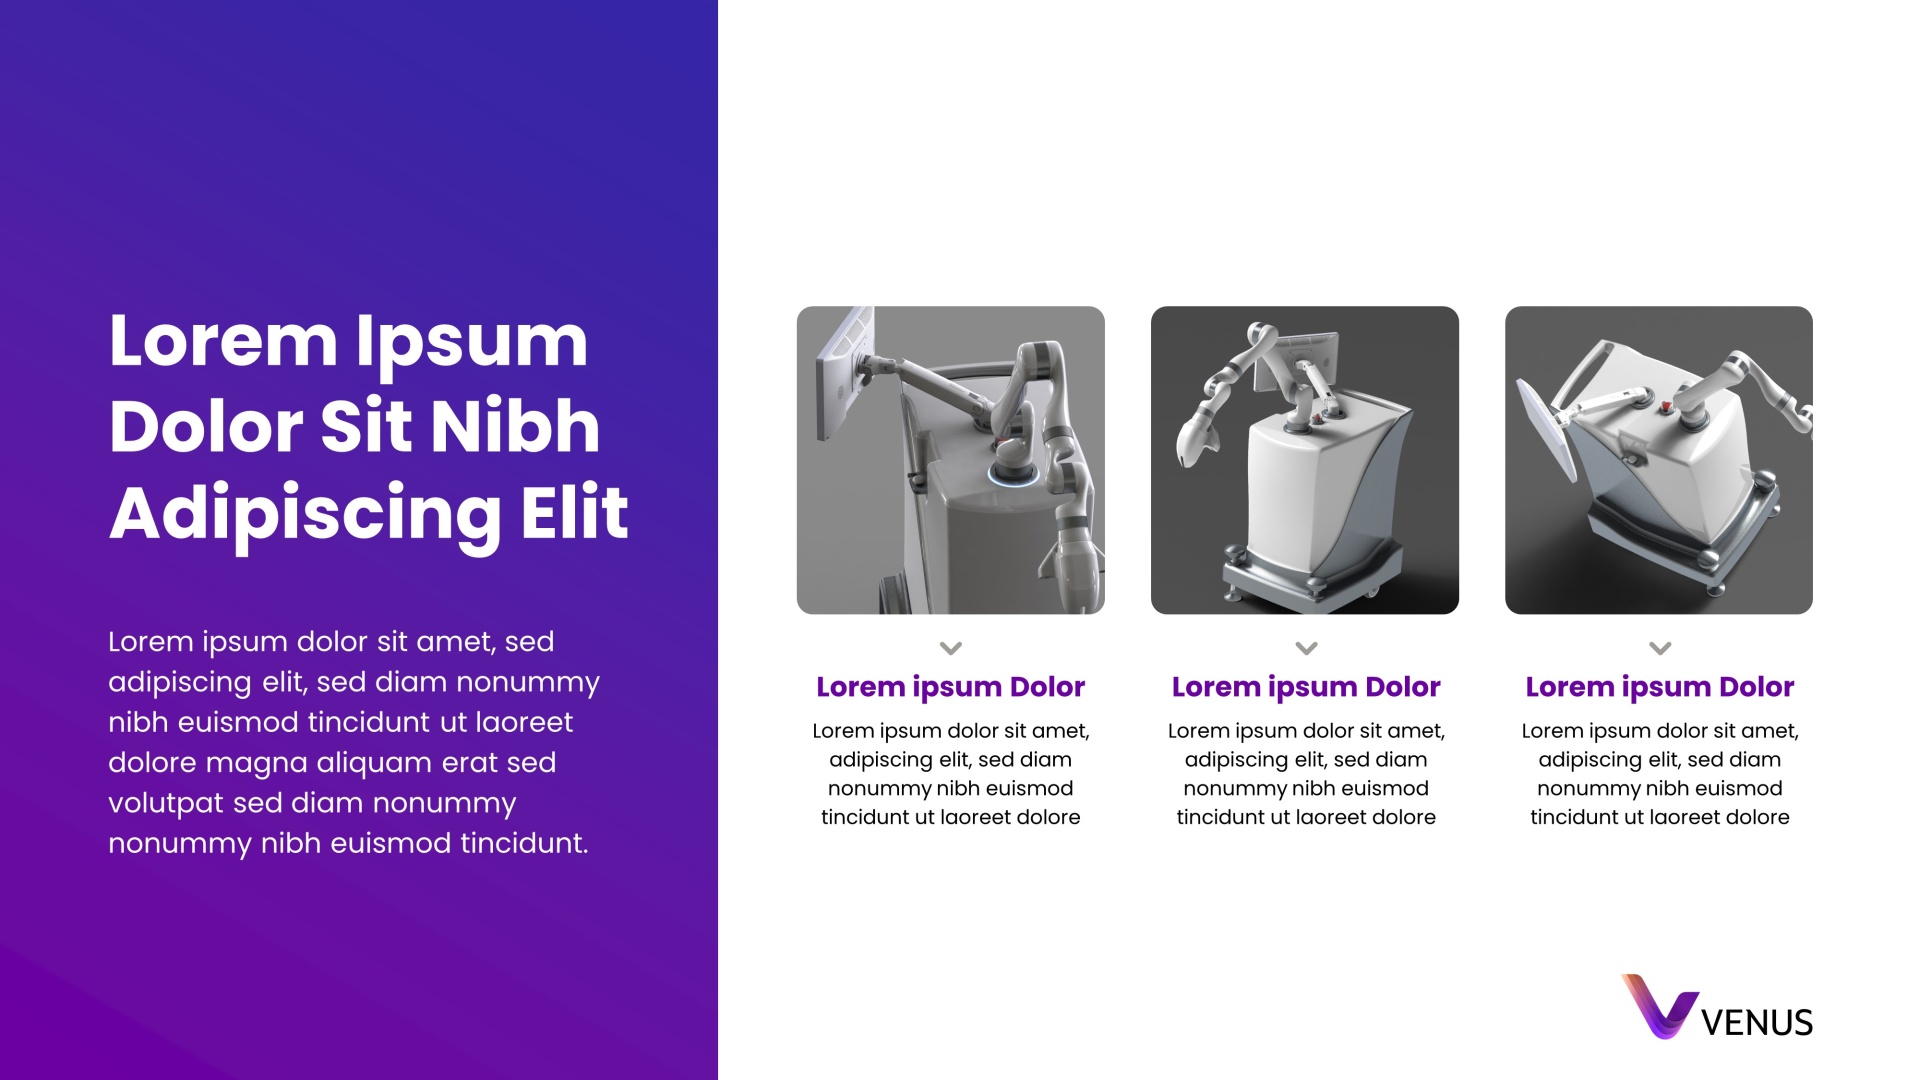 Lorem Ipsum
Dolor Sit Nibh
Adipiscing Elit
Lorem ipsum dolor sit amet, sed
adipiscing elit, sed diam nonummy
nibh euismod tincidunt ut laoreet
dolore magna aliquam erat sed
volutpat sed diam nonummy
nonummy nibh euismod tincidunt.
Lorem ipsum Dolor
Lorem ipsum dolor sit amet,
adipiscing elit, sed diam
nonummy nibh euismod
tincidunt ut laoreet dolore
Lorem ipsum Dolor
Lorem ipsum dolor sit amet,
adipiscing elit, sed diam
nonummy nibh euismod
tincidunt ut laoreet dolore
Lorem ipsum Dolor
Lorem ipsum dolor sit amet,
adipiscing elit, sed diam
nonummy nibh euismod
tincidunt ut laoreet dolore
VENUS